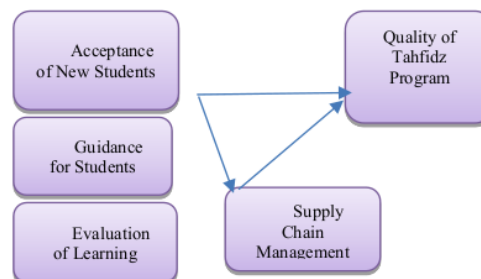 Acceptance
of New Students
Guidance
for Students
Evaluation
of Learning
Quality of
Tahfidz
Program
Supply
Chain
Management